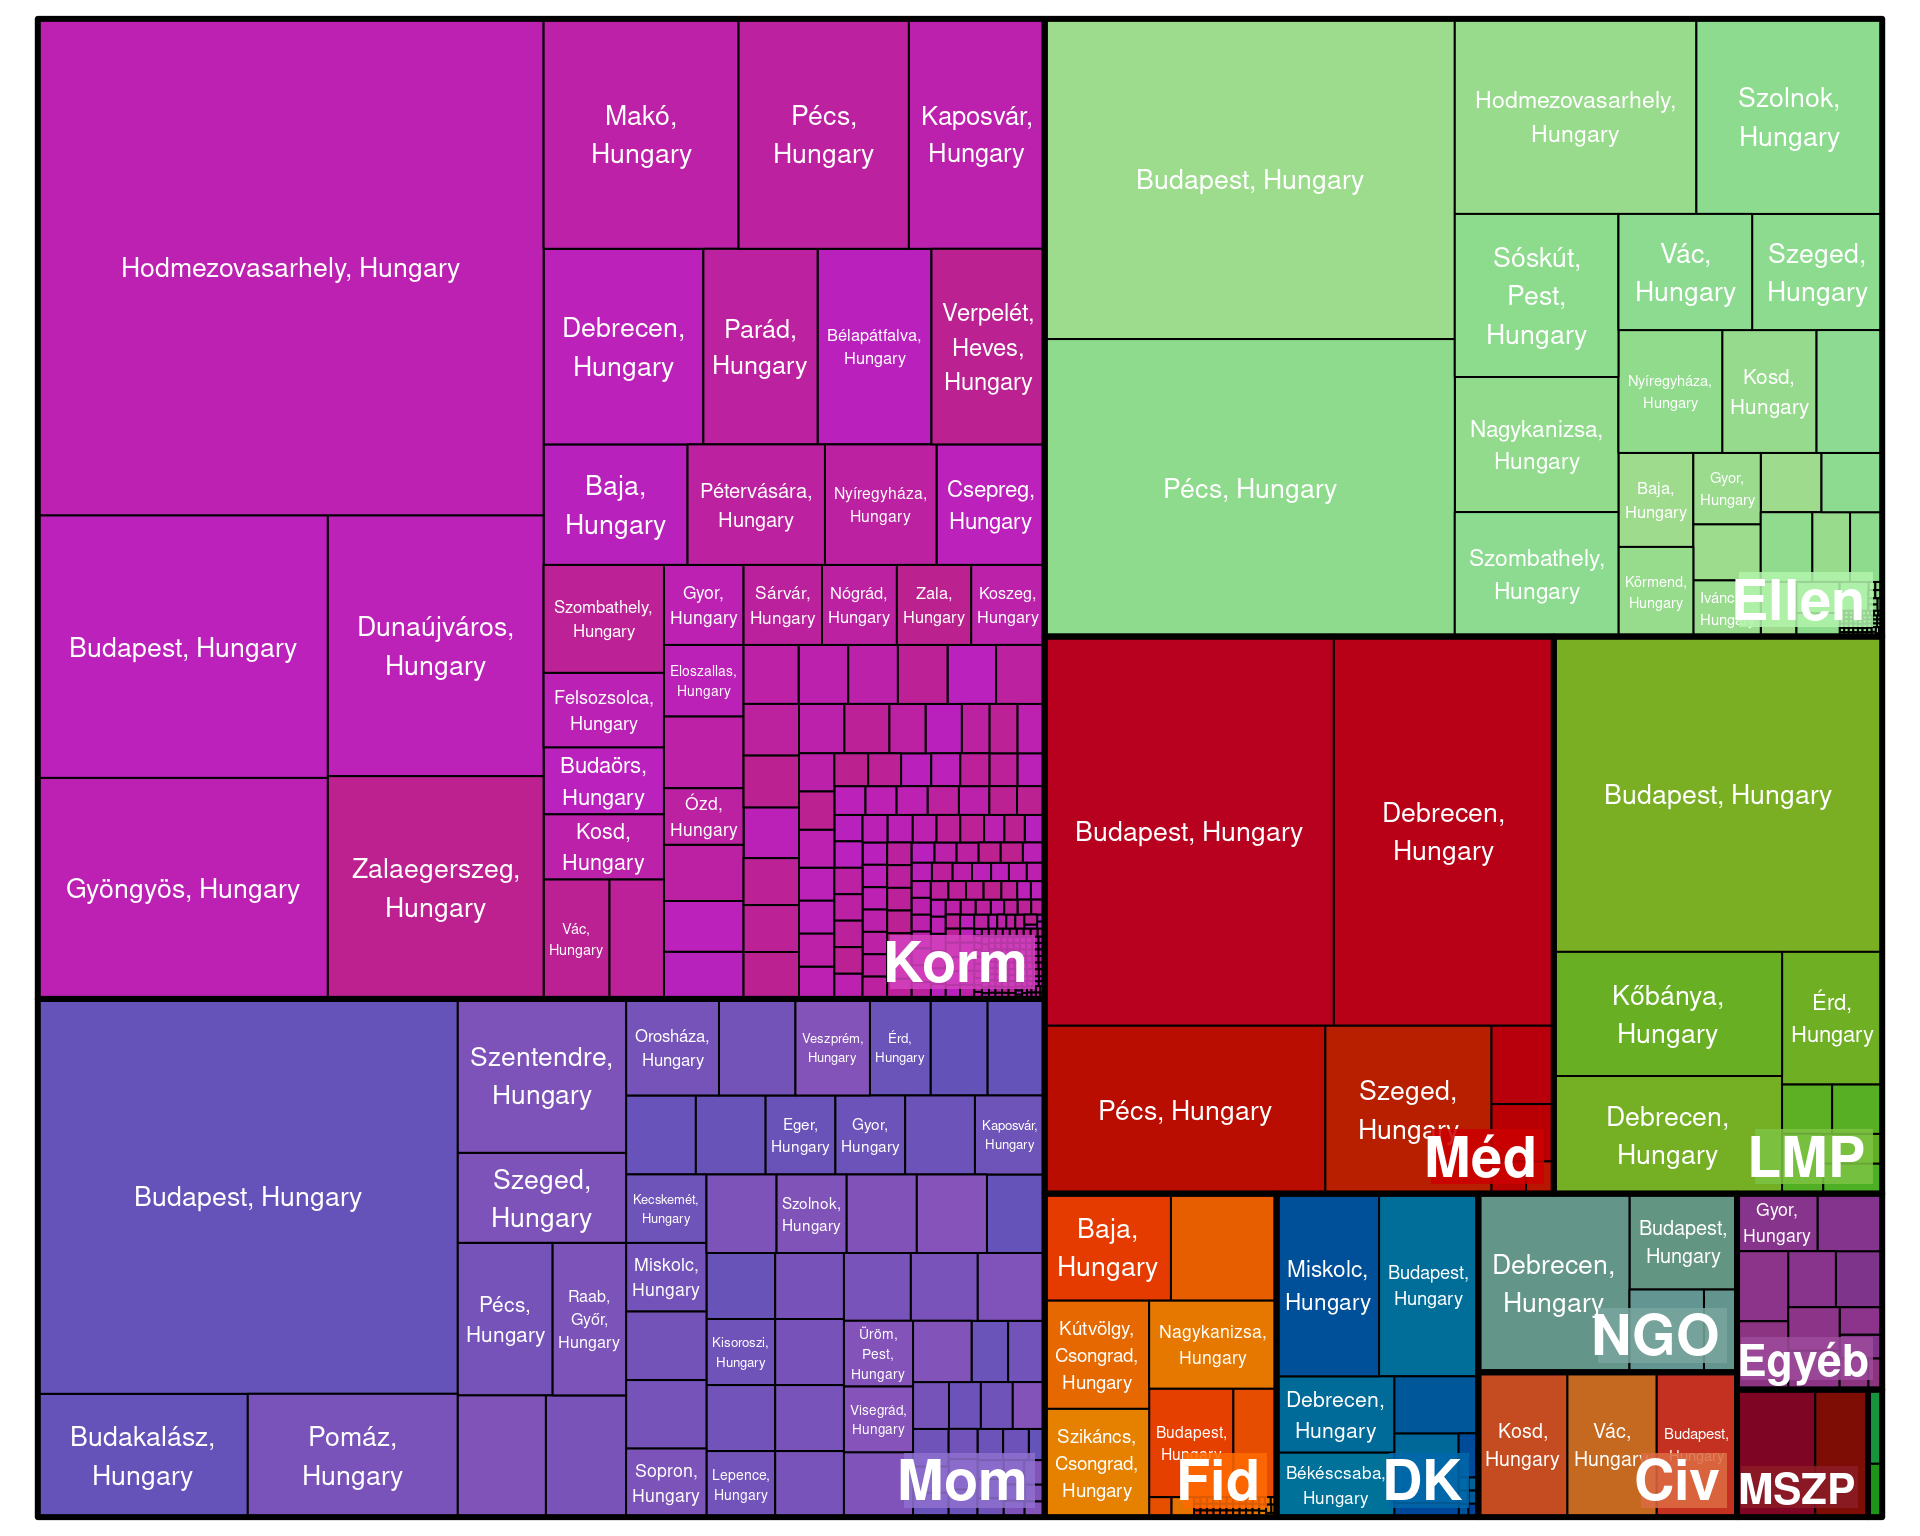 Hodmezovasarhely, Hungary
Makó,
Hungary
Pécs,
Hungary
Kaposvár,
Hungary
Debrecen,
Hungary
Parád,
Hungary
Bélapátfalva,
Hungary
Verpelét,
Heves,
Hungary
Baja,
Hungary
Pétervására,
Hungary
Nyíregyháza,
Hungary
Csepreg,
Hungary
Budapest, Hungary
Dunaújváros,
Hungary
Gyöngyös, Hungary
Zalaegerszeg,
Hungary
Szombathely,
Hungary
Gyor,
Hungary
Sárvár,
Hungary
Nógrád,
Hungary
Zala,
Hungary
Koszeg,
Hungary
Felsozsolca,
Hungary
Eloszallas,
Hungary
Budaörs,
Hungary
Kosd,
Hungary
Ózd,
Hungary
Vác,
Hungary
Korm
Budapest, Hungary
Hodmezovasarhely,
Hungary
Szolnok,
Hungary
Pécs, Hungary
Sóskút,
Pest,
Hungary
Vác,
Hungary
Szeged,
Hungary
Nyíregyháza,
Hungary
Kosd,
Hungary
Nagykanizsa,
Hungary
Baja,
Hungary
Gyor,
Hungary
Szombathely,
Hungary
Körmend,
Hungary
Ellen
Budapest, Hungary
Debrecen,
Hungary
Pécs, Hungary
Szeged,
Hungary
Méd
Budapest, Hungary
Kőbánya,
Hungary
Érd,
Hungary
Debrecen,
Hungary
LMP
Budapest, Hungary
Szentendre,
Hungary
Szeged,
Hungary
Pécs,
Hungary
Raab,
Győr,
Hungary
Budakalász,
Hungary
Pomáz,
Hungary
Orosháza,
Hungary
Veszprém,
Hungary
Érd,
Hungary
Eger,
Hungary
Gyor,
Hungary
Kaposvár,
Hungary
Kecskemét,
Hungary
Szolnok,
Hungary
Miskolc,
Hungary
Kisoroszi,
Hungary
Üröm,
Pest,
Hungary
Visegrád,
Hungary
Sopron,
Hungary
Lepence,
Hungary
Mom
Baja,
Hungary
Kútvölgy,
Csongrad,
Hungary
Nagykanizsa,
Hungary
Szikáncs,
Csongrad,
Hungary
Budapest,
Hungary
Fid
Miskolc,
Hungary
Budapest,
Hungary
Debrecen,
Hungary
Békéscsaba,
Hungary
DK
Debrecen,
Hungary
Budapest,
Hungary
NGO
Gyor,
Hungary
Egyéb
Kosd,
Hungary
Vác,
Hungary
Budapest,
Hungary
Civ
MSZP